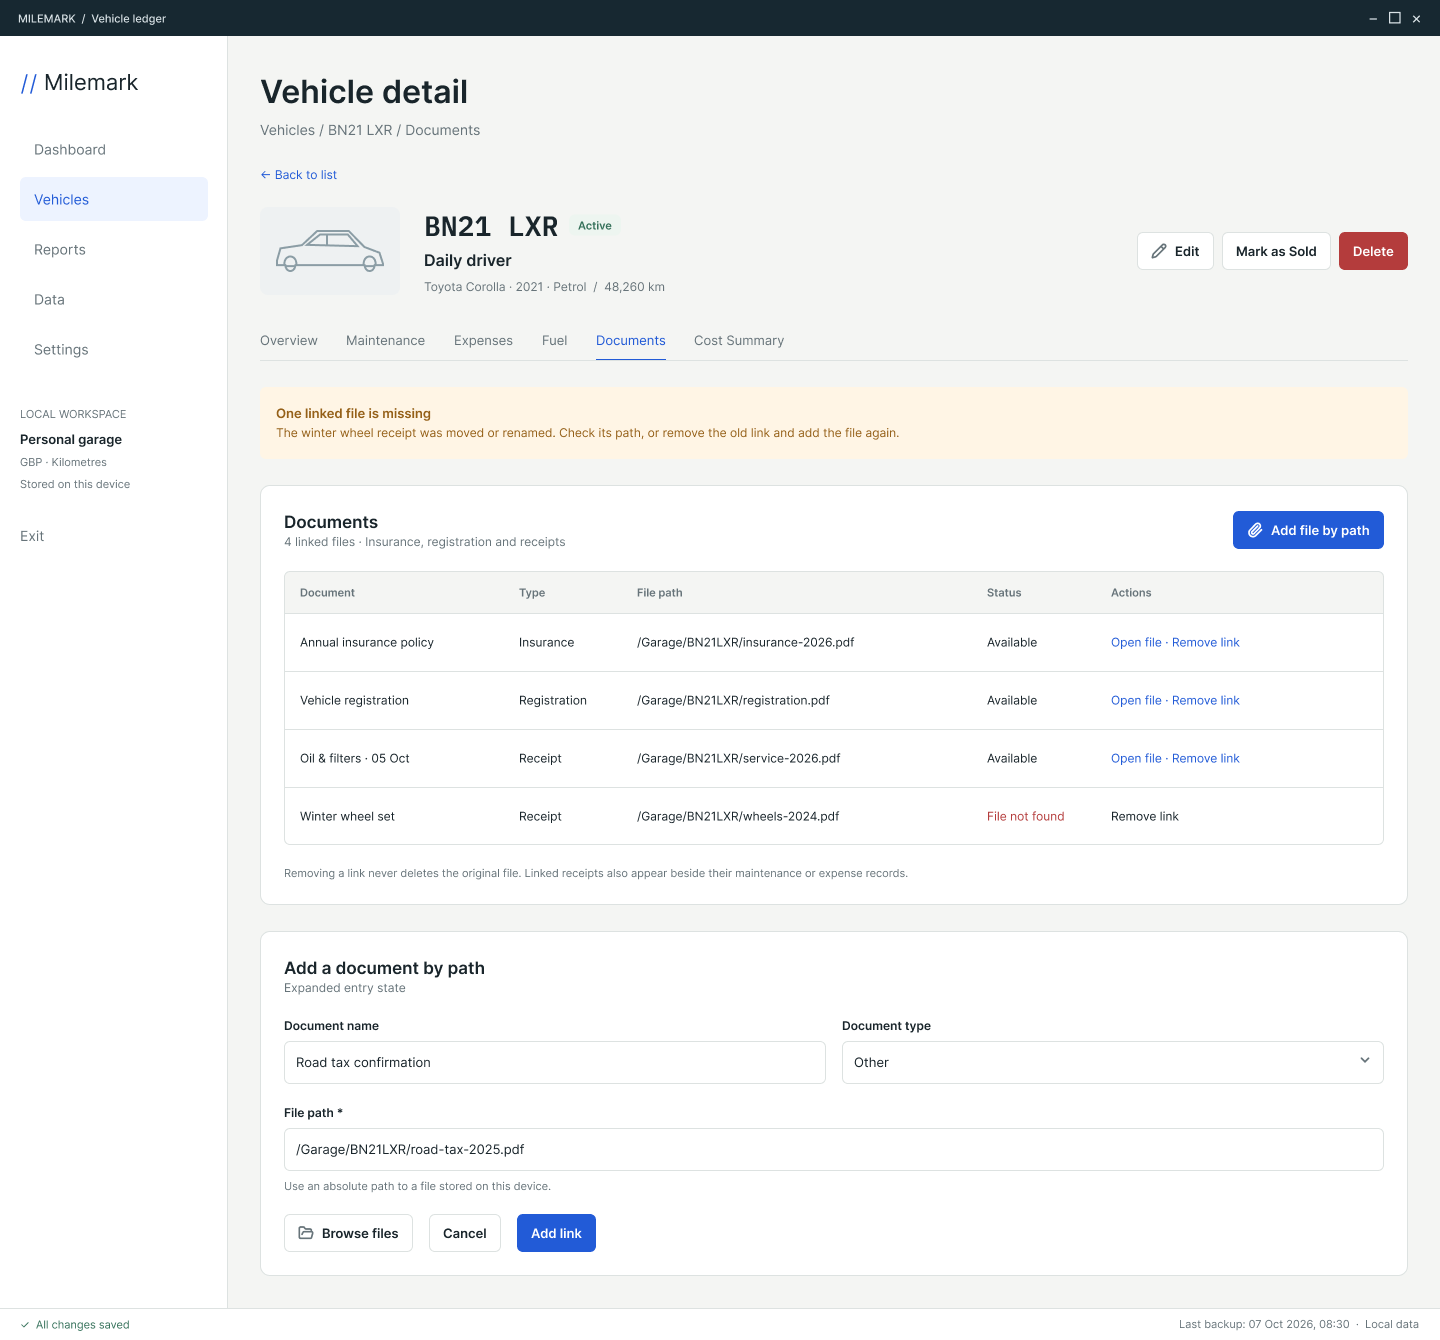 MILEMARK / Vehicle ledger
// Milemark
Dashboard
Vehicles
Reports
Data
Settings
LOCAL WORKSPACE
Personal garage
GBP · Kilometres
Stored on this device
Exit
Vehicle detail
Vehicles / BN21 LXR / Documents
← Back to list
BN21 LXR Active
Daily driver
Toyota Corolla · 2021 · Petrol / 48,260 km
Edit Mark as Sold Delete
Overview Maintenance Expenses Fuel Documents Cost Summary
One linked file is missing
The winter wheel receipt was moved or renamed. Check its path, or remove the old link and add the file again.
Documents
4 linked files · Insurance, registration and receipts
Add file by path
Document Type File path Status Actions
Annual insurance policy Insurance /Garage/BN21LXR/insurance-2026.pdf Available Open file · Remove link
Vehicle registration Registration /Garage/BN21LXR/registration.pdf Available Open file · Remove link
Oil & filters · 05 Oct Receipt /Garage/BN21LXR/service-2026.pdf Available Open file · Remove link
Winter wheel set Receipt /Garage/BN21LXR/wheels-2024.pdf File not found Remove link
Removing a link never deletes the original file. Linked receipts also appear beside their maintenance or expense records.
Add a document by path
Expanded entry state
Document name Document type
Road tax confirmation Other
File path *
/Garage/BN21LXR/road-tax-2025.pdf
Use an absolute path to a file stored on this device.
Browse files Cancel Add link
✓ All changes saved
Last backup: 07 Oct 2026, 08:30 · Local data